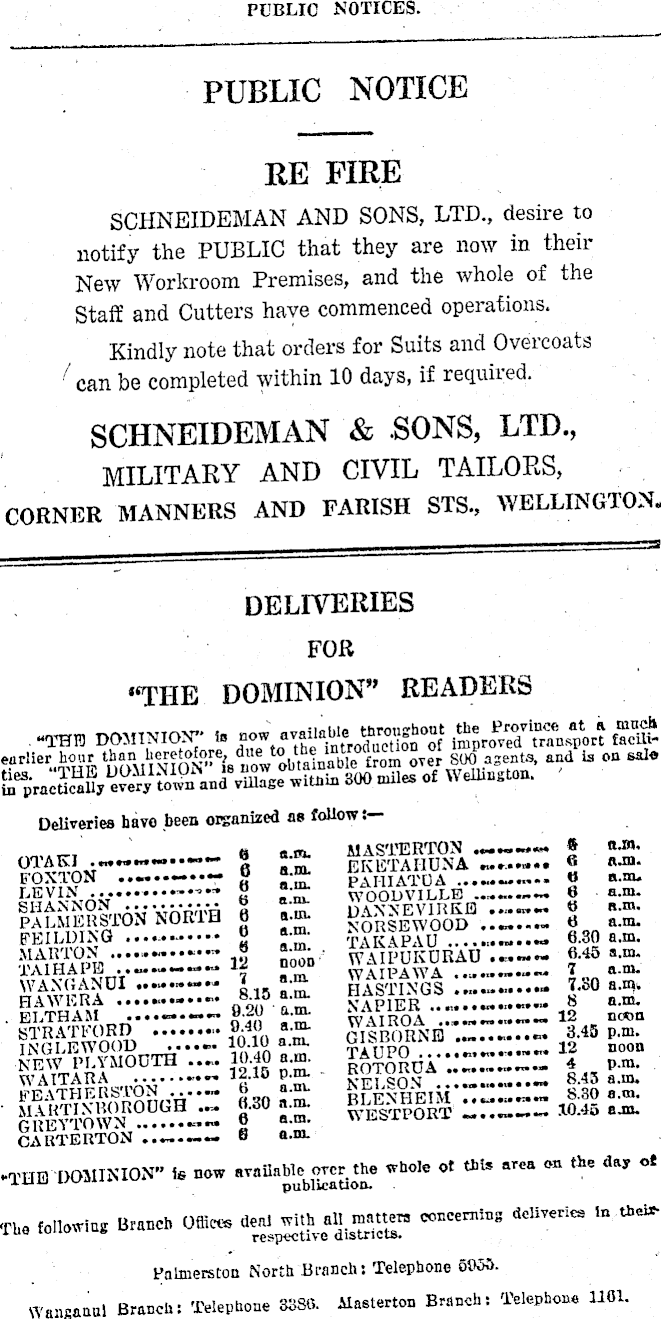 PUBLIC NOTICES.
PUBLIC NOTICE
RE FIRE
SCHNEIDEMAN AND SONS, LTD., desire to
notify the PUBLIC that they are now in their
New Workroom Premises, and the whole of the
Staff and Cutters have commenced operations.
Kindly note that orders for Suits and Overcoats
can be completed within 10 days, if required.
SCHNEIDEMAN & SONS, LTD.,
MILITARY AND CIVIL TAILORS,
CORNER MANNERS AND FARISH STS., WELLINGTON.
DELIVERIES
FOR
"THE DOMINION" READERS
"THE DOMINION" is now available throughout the Province at a much
earlier hour than heretofore, due to the introduction of improved transport facili-
ties. "THE DOMINION" is now obtainable from over 800 agents, and is on sale
in practically every town and village within 300 miles of Wellington.
Deliveries have been organized as follow:—
OTAKI ........ 6 a.m.
FOXTON ........ 6 a.m.
LEVIN ........ 6 a.m.
SHANNON ........ 6 a.m.
PALMERSTON NORTH 6 a.m.
FEILDING ........ 6 a.m.
MARTON ........ 6 a.m.
TAIHAPE ........ 12 noon
WANGANUI ........ 7 a.m.
HAWERA ........ 8.15 a.m.
ELTHAM ........ 9.20 a.m.
STRATFORD ........ 9.40 a.m.
INGLEWOOD ........ 10.10 a.m.
NEW PLYMOUTH .... 10.40 a.m.
WAITARA ........ 12.15 p.m.
FEATHERSTON ...... 6 a.m.
MARTINBOROUGH ... 6.30 a.m.
GREYTOWN ........ 6 a.m.
CARTERTON ........ 6 a.m.
MASTERTON ........ 6 a.m.
EKETAHUNA ........ 6 a.m.
PAHIATUA ........ 6 a.m.
WOODVILLE ........ 6 a.m.
DANNEVIRKE ........ 6 a.m.
NORSEWOOD ........ 6 a.m.
TAKAPAU ........ 6.30 a.m.
WAIPUKURAU ...... 6.45 a.m.
WAIPAWA ........ 7 a.m.
HASTINGS ........ 7.30 a.m.
NAPIER ........ 8 a.m.
WAIROA ........ 12 noon
GISBORNE ........ 3.45 p.m.
TAUPO ........ 12 noon
ROTORUA ........ 4 p.m.
NELSON ........ 8.45 a.m.
BLENHEIM ........ 8.30 a.m.
WESTPORT ........ 10.45 a.m.
"THE DOMINION" is now available over the whole of this area on the day of
publication.
The following Branch Offices deal with all matters concerning deliveries in their
respective districts.
Palmerston North Branch: Telephone 5955.
Wanganui Branch: Telephone 3386. Masterton Branch: Telephone 1161.